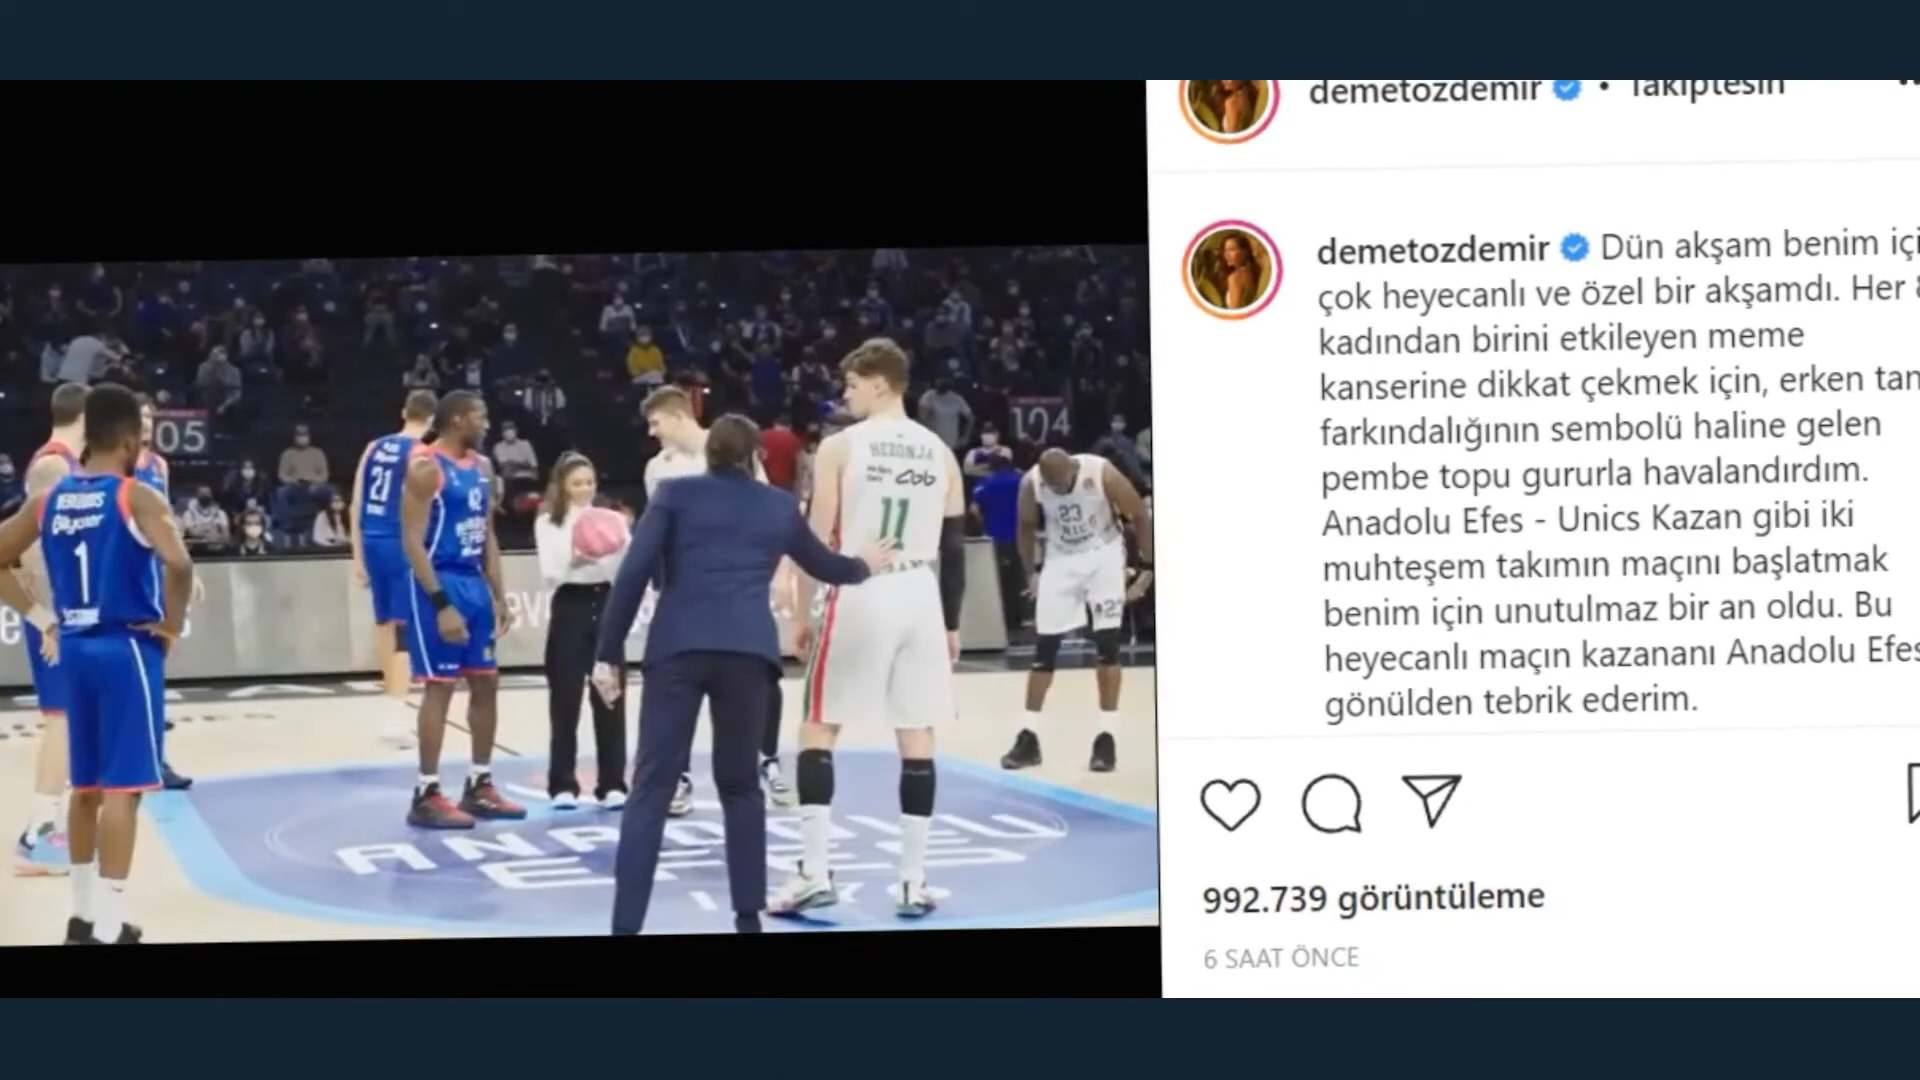 demetozdemir • Takiptesin
demetozdemir Dün akşam benim içi
çok heyecanlı ve özel bir akşamdı. Her 8
kadından birini etkileyen meme
kanserine dikkat çekmek için, erken tan
farkındalığının sembolü haline gelen
pembe topu gururla havalandırdım.
Anadolu Efes - Unics Kazan gibi iki
muhteşem takımın maçını başlatmak
benim için unutulmaz bir an oldu. Bu
heyecanlı maçın kazananı Anadolu Efes
gönülden tebrik ederim.
992.739 görüntüleme
6 SAAT ÖNCE
05
104
21
42
HEZONJA
11
23
1
ANADOLU
EFES